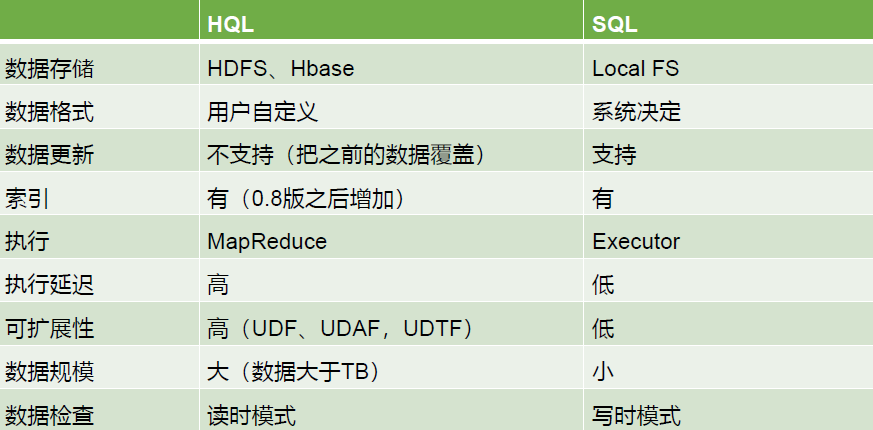 HQL SQL
数据存储 HDFS、Hbase Local FS
数据格式 用户自定义 系统决定
数据更新 不支持（把之前的数据覆盖） 支持
索引 有（0.8版之后增加） 有
执行 MapReduce Executor
执行延迟 高 低
可扩展性 高（UDF、UDAF，UDTF） 低
数据规模 大（数据大于TB） 小
数据检查 读时模式 写时模式